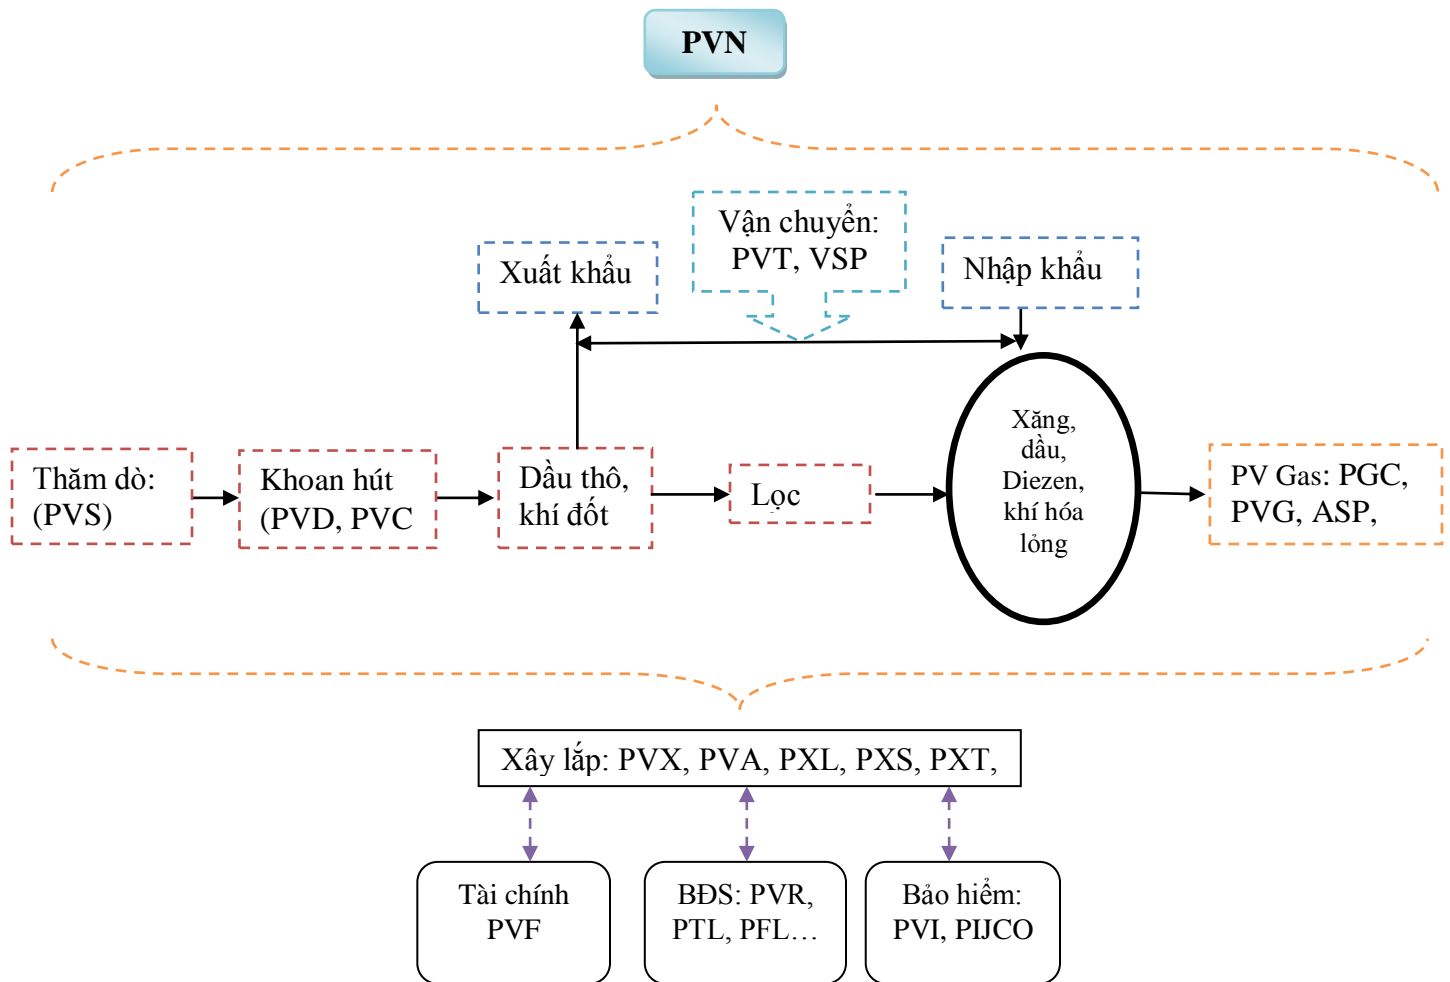 PVN
Vận chuyển:
PVT, VSP
Xuất khẩu
Nhập khẩu
Thăm dò:
(PVS)
Khoan hút
(PVD, PVC
Dầu thô,
khí đốt
Lọc
Xăng,
dầu,
Diezen,
khí hóa
lỏng
PV Gas: PGC,
PVG, ASP,
Xây lắp: PVX, PVA, PXL, PXS, PXT,
Tài chính
PVF
BĐS: PVR,
PTL, PFL…
Bảo hiểm:
PVI, PIJCO